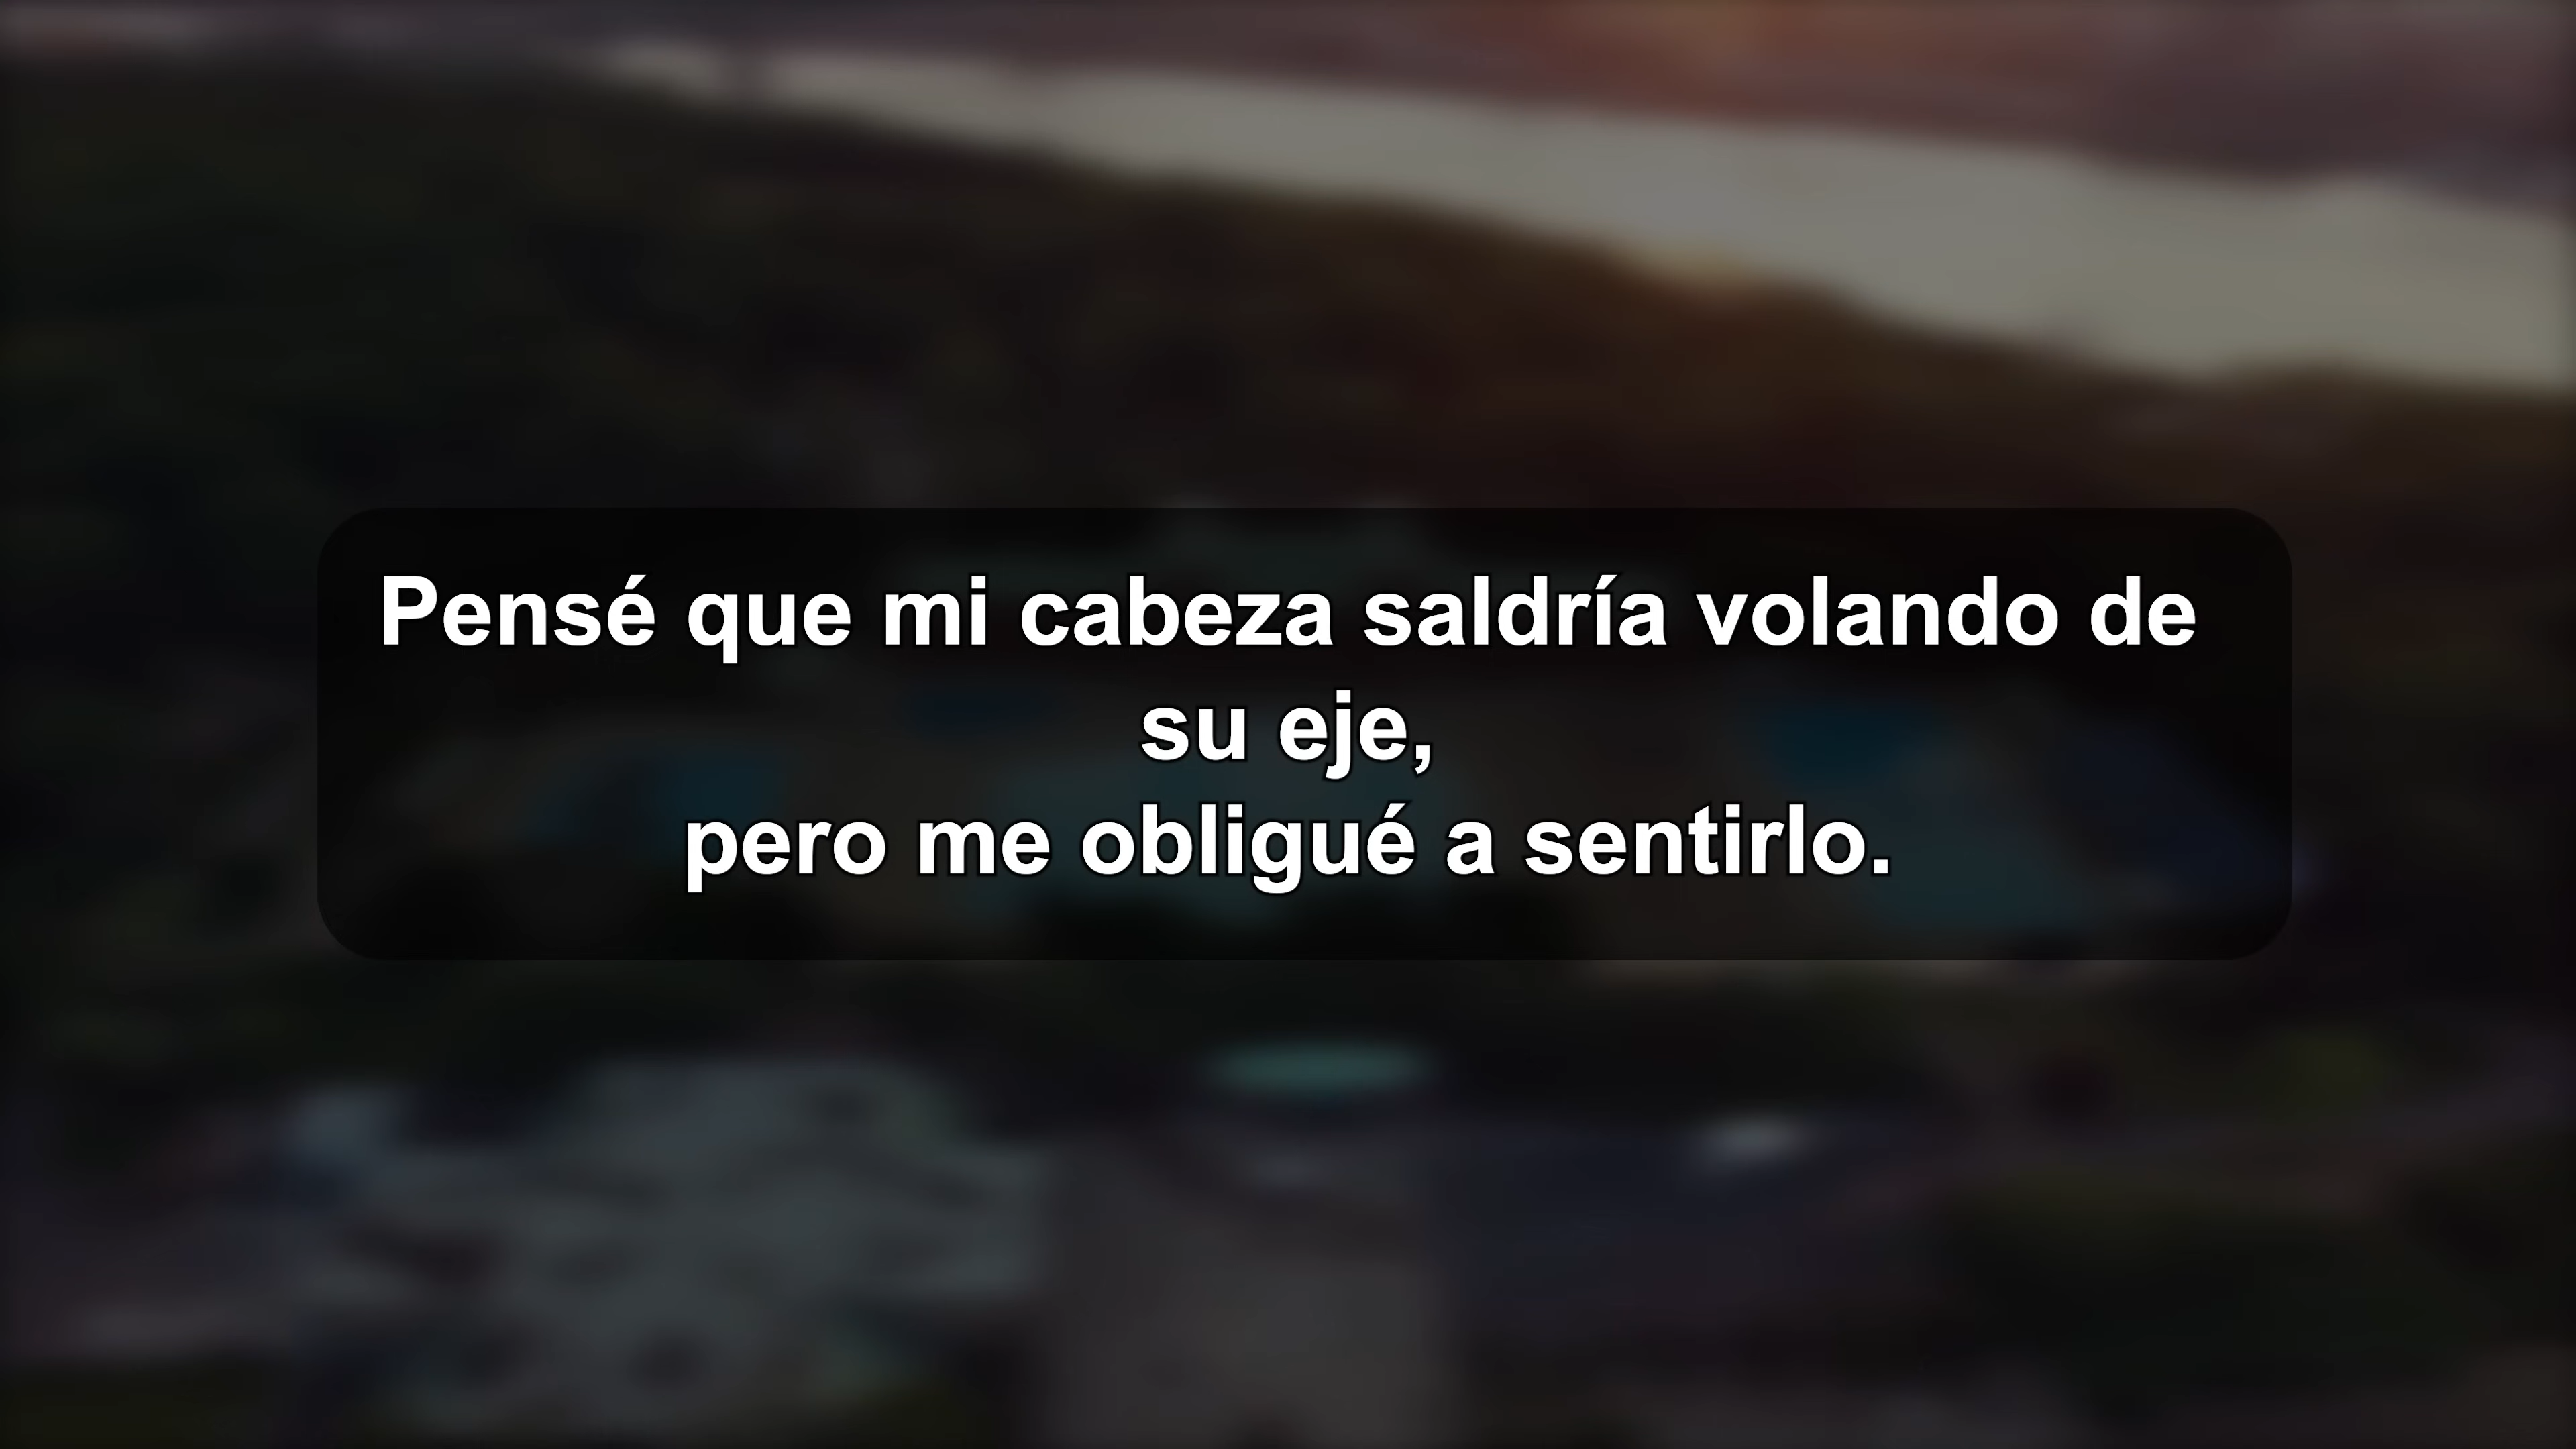 Pensé que mi cabeza saldría volando de
su eje,
pero me obligué a sentirlo.